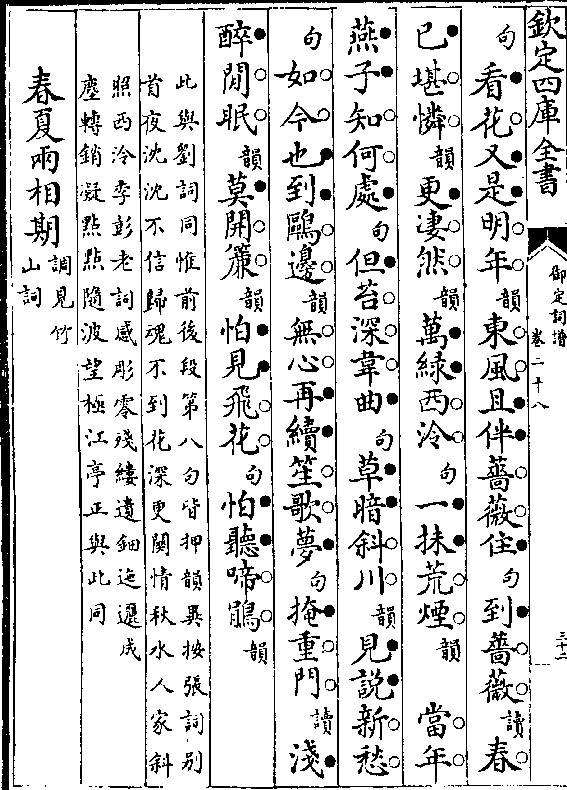 欽定四庫全書 御定詞譜 卷二十八 三十二
句 看花又是明年 韻 東風且伴薔薇住 句 到薔薇 讀 春
已堪憐 韻 更凄然 韻 萬綠西泠 句 一抹荒煙 韻 當年
燕子知何處 句 但苔深韋曲 句 草暗斜川 韻 見說新愁
句 如今也到鷗邊 韻 無心再續笙歌夢 句 掩重門 讀 淺
醉閒眠 韻 莫開簾 韻 怕見飛花 句 怕聽啼鵑 韻
此與劉詞同惟前後段第八句皆押韻異按張詞別
首夜沈沈不信歸魂不到花深更關情秋水人家斜
照西泠李彭老詞感彫零殘縷遺鈿迤邐成
塵轉銷凝點點隨波望極江亭正與此同
春夏兩相期 調見竹
山詞